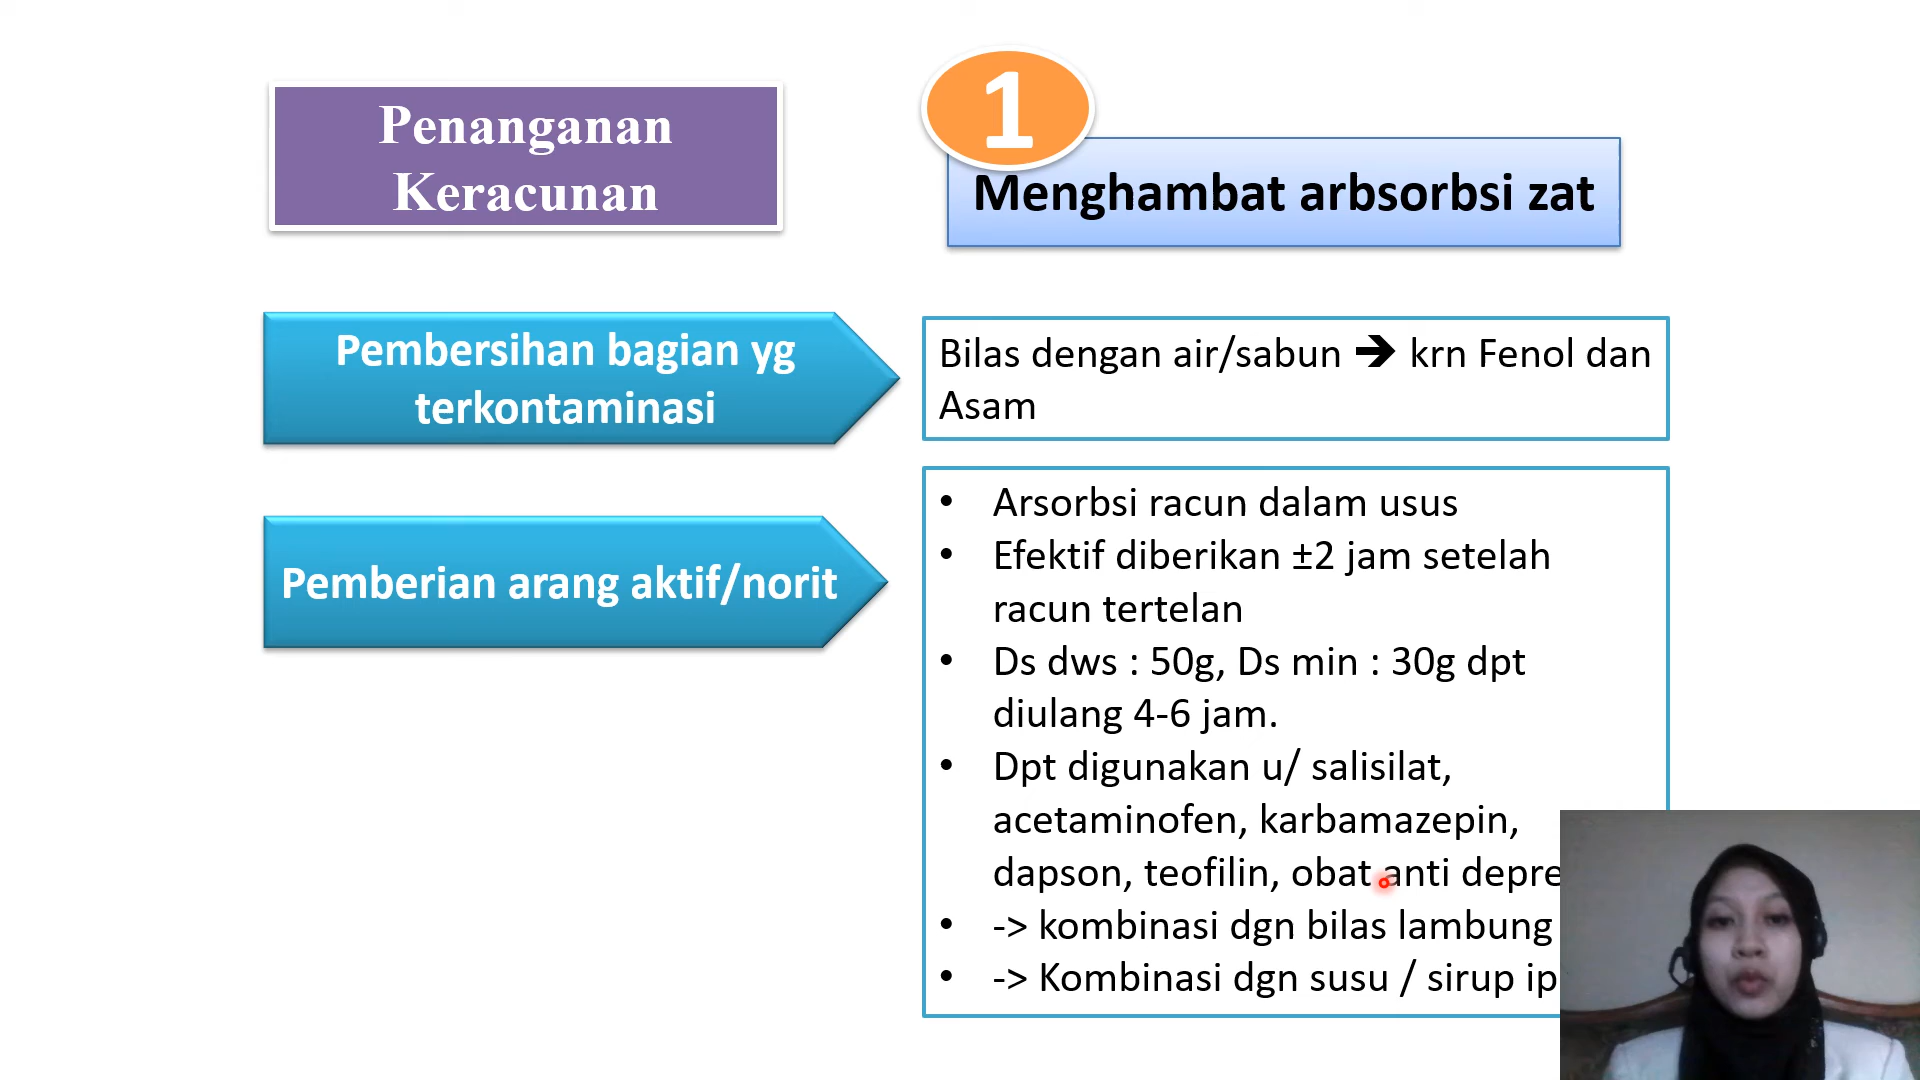 Penanganan
Keracunan
1
Menghambat arbsorbsi zat
Pembersihan bagian yg
terkontaminasi
Bilas dengan air/sabun ➔ krn Fenol dan
Asam
Pemberian arang aktif/norit
• Arsorbsi racun dalam usus
• Efektif diberikan ±2 jam setelah
racun tertelan
• Ds dws : 50g, Ds min : 30g dpt
diulang 4-6 jam.
• Dpt digunakan u/ salisilat,
acetaminofen, karbamazepin,
dapson, teofilin, obat anti
• -> kombinasi dgn bilas lambung
• -> Kombinasi dgn susu / sirup